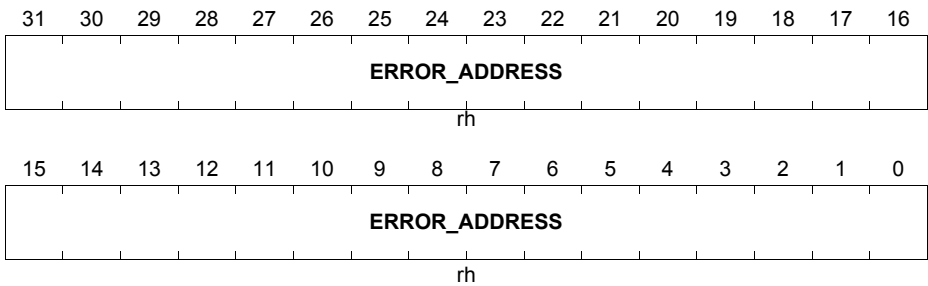 31 30 29 28 27 26 25 24 23 22 21 20 19 18 17 16
ERROR_ADDRESS
rh
15 14 13 12 11 10 9 8 7 6 5 4 3 2 1 0
ERROR_ADDRESS
rh